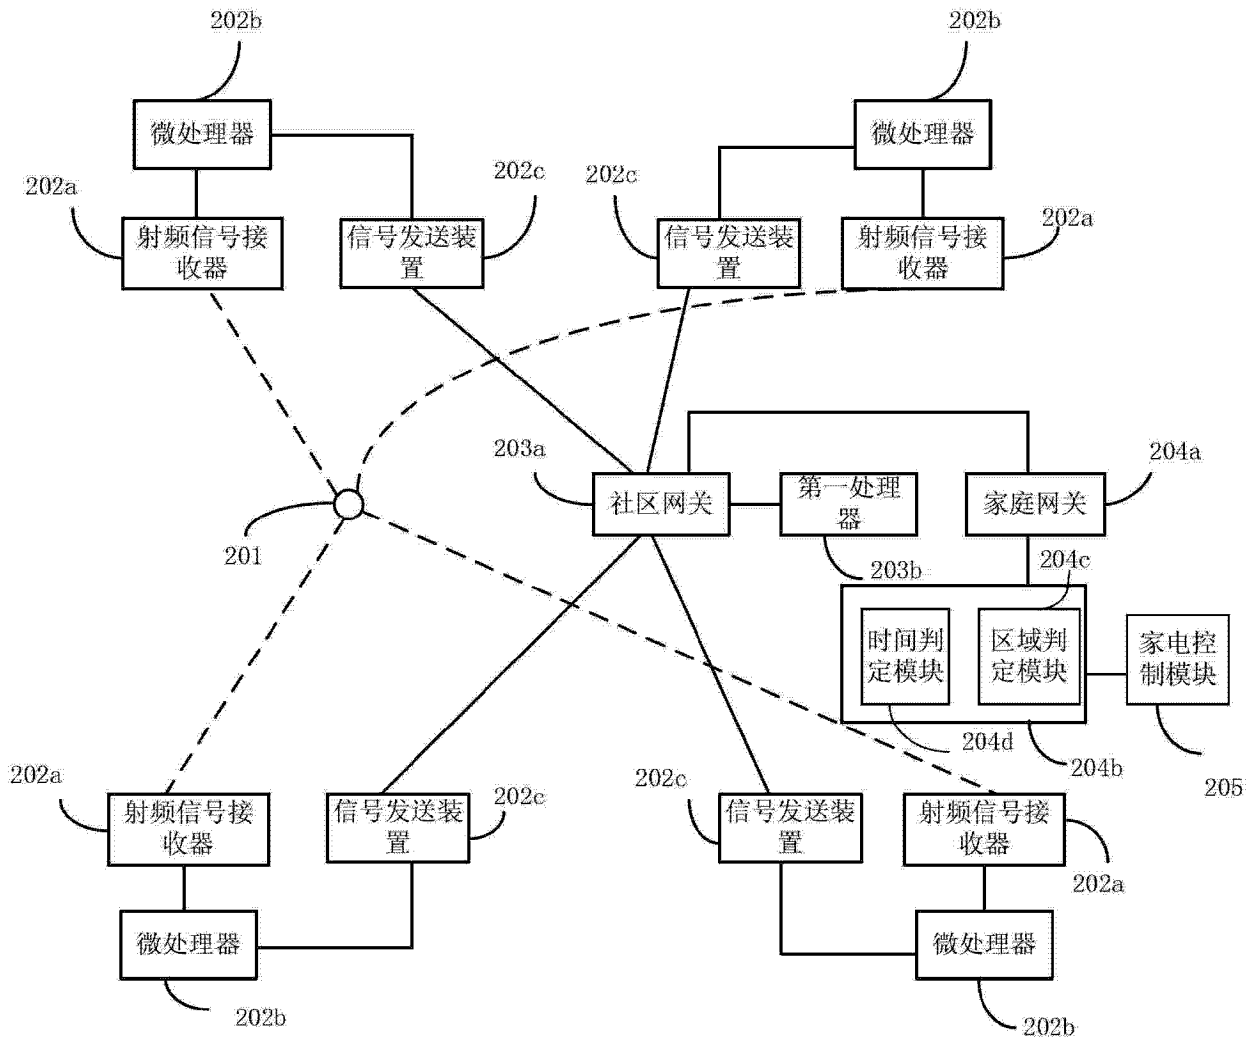 202b
202b
微处理器
微处理器
202a
202c
202c
202a
射频信号接
收器
信号发送装
置
信号发送装
置
射频信号接
收器
203a
204a
社区网关
第一处理
器
家庭网关
201
203b
204c
时间判
定模块
区域判
定模块
家电控
制模块
204d
204b
205
202a
202c
202c
射频信号接
收器
信号发送装
置
信号发送装
置
射频信号接
收器
202a
微处理器
微处理器
202b
202b